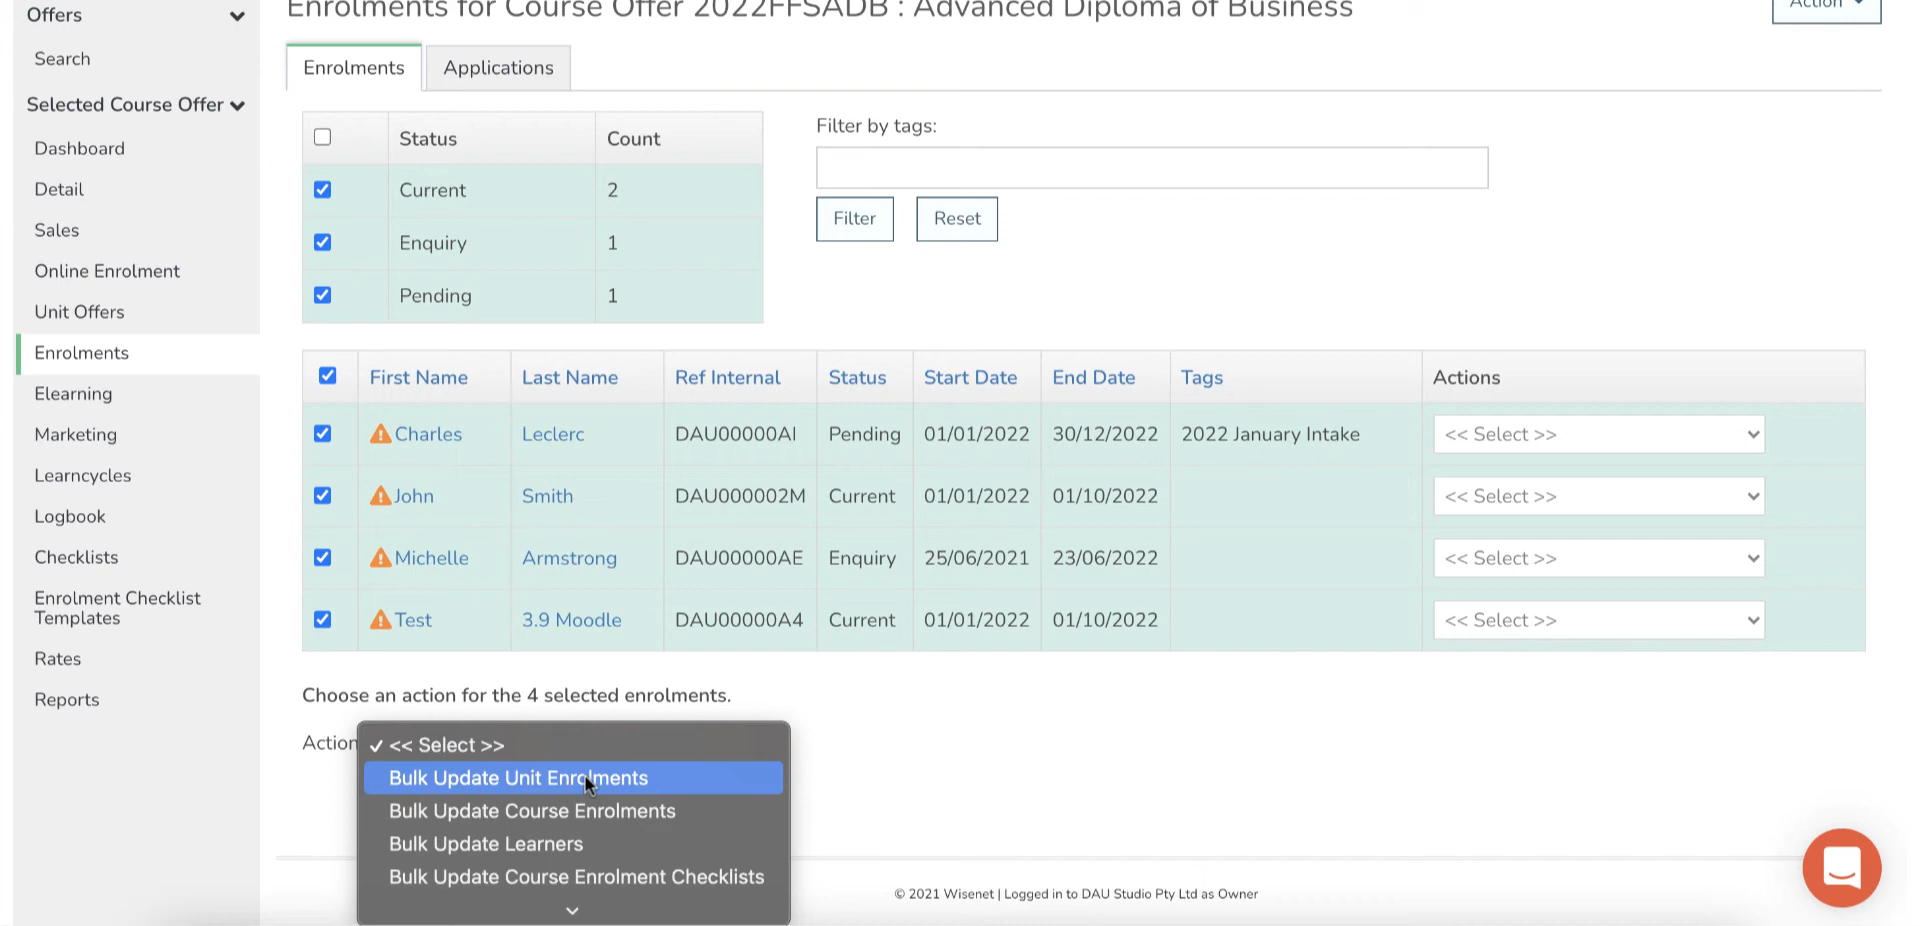 Offers
Search
Selected Course Offer
Dashboard
Detail
Sales
Online Enrolment
Unit Offers
Enrolments
Elearning
Marketing
Learncycles
Logbook
Checklists
Enrolment Checklist
Templates
Rates
Reports
Enrolments for Course Offer 2022FFSADB : Advanced Diploma of Business
Action
Enrolments Applications
Status Count
Current 2
Enquiry 1
Pending 1
Filter by tags:
Filter Reset
First Name Last Name Ref Internal Status Start Date End Date Tags Actions
Charles Leclerc DAU00000AI Pending 01/01/2022 30/12/2022 2022 January Intake << Select >>
John Smith DAU000002M Current 01/01/2022 01/10/2022 << Select >>
Michelle Armstrong DAU00000AE Enquiry 25/06/2021 23/06/2022 << Select >>
Test 3.9 Moodle DAU00000A4 Current 01/01/2022 01/10/2022 << Select >>
Choose an action for the 4 selected enrolments.
Action
<< Select >>
Bulk Update Unit Enrolments
Bulk Update Course Enrolments
Bulk Update Learners
Bulk Update Course Enrolment Checklists
© 2021 Wisenet | Logged in to DAU Studio Pty Ltd as Owner